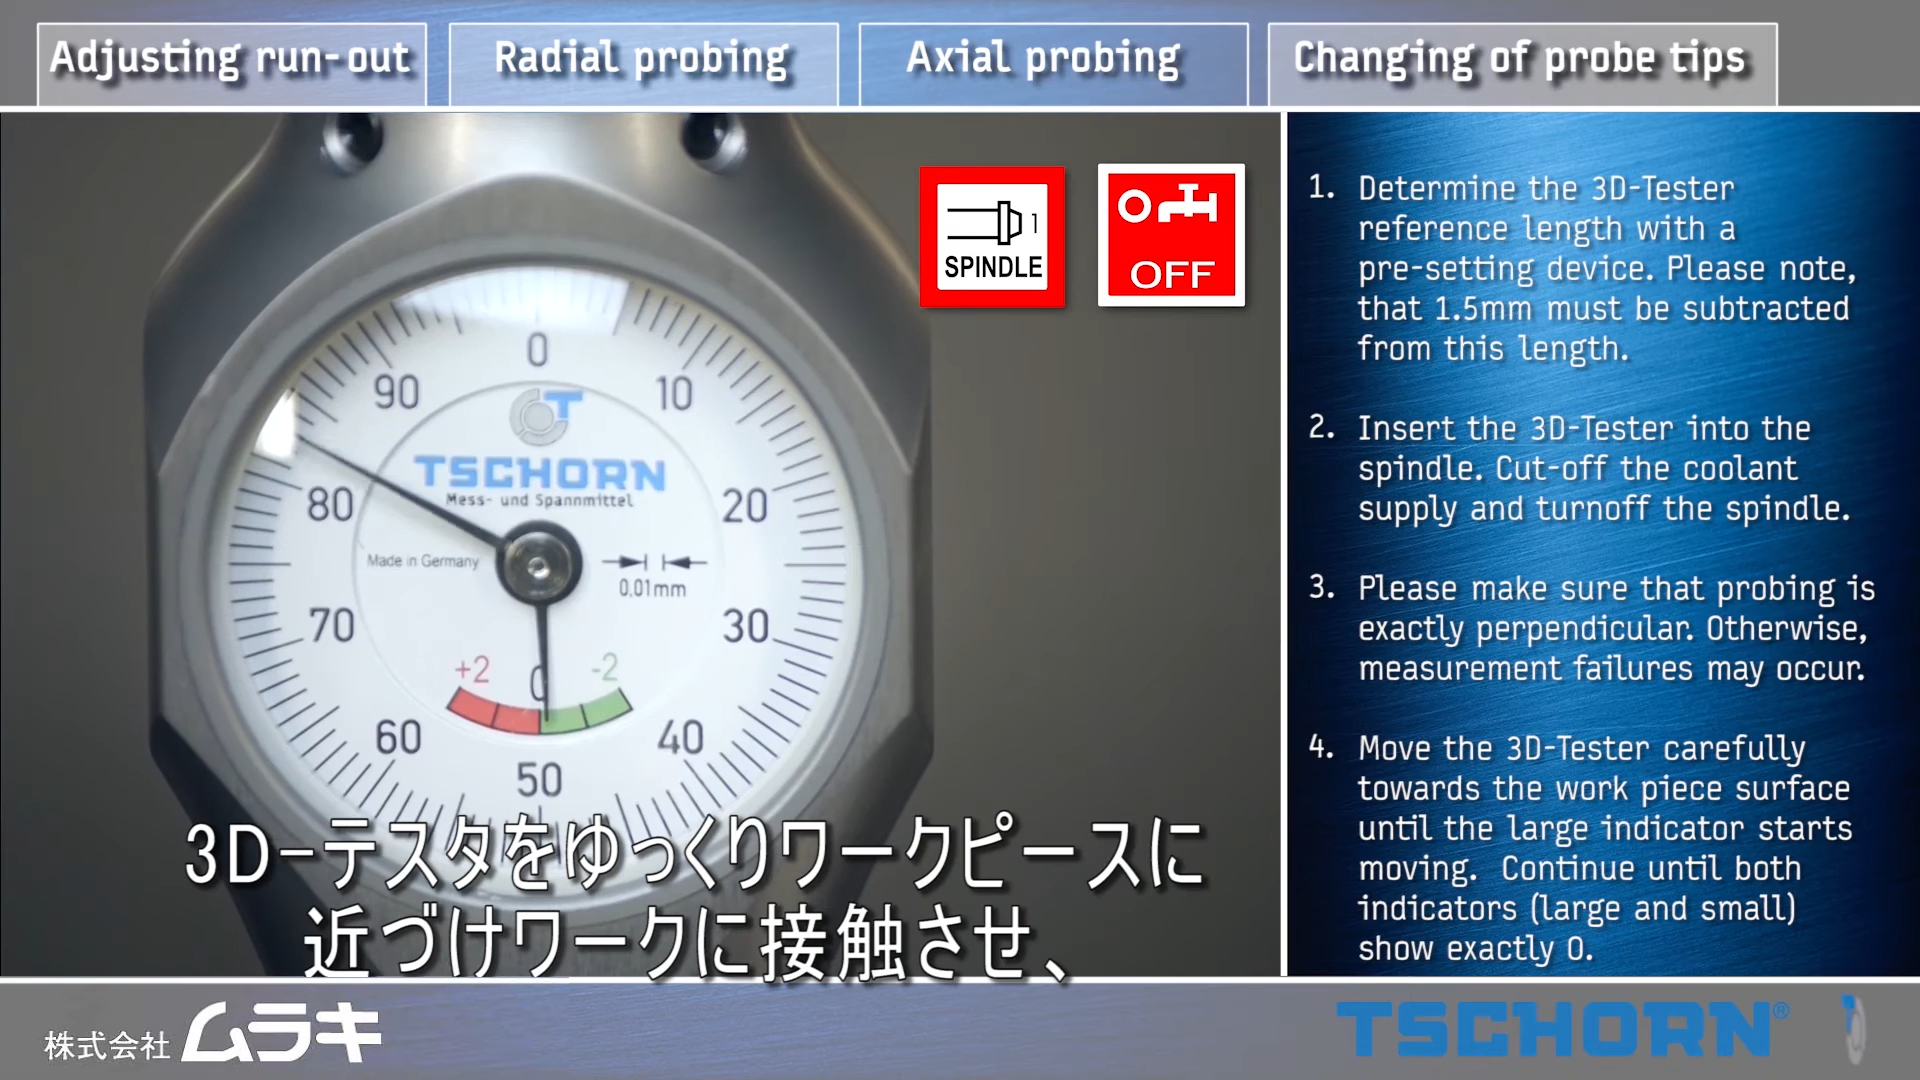 Adjusting run-out
Radial probing
Axial probing
Changing of probe tips
1
SPINDLE
OFF
0
10
20
30
40
50
60
70
80
90
TSCHORN
Mess- und Spannmittel
Made in Germany
0,01mm
+2
0
-2
3D-テスタをゆっくりワークピースに
近づけワークに接触させ、
1. Determine the 3D-Tester
reference length with a
pre-setting device. Please note,
that 1.5mm must be subtracted
from this length.
2. Insert the 3D-Tester into the
spindle. Cut-off the coolant
supply and turnoff the spindle.
3. Please make sure that probing is
exactly perpendicular. Otherwise,
measurement failures may occur.
4. Move the 3D-Tester carefully
towards the work piece surface
until the large indicator starts
moving. Continue until both
indicators (large and small)
show exactly 0.
株式会社 ムラキ
TSCHORN®